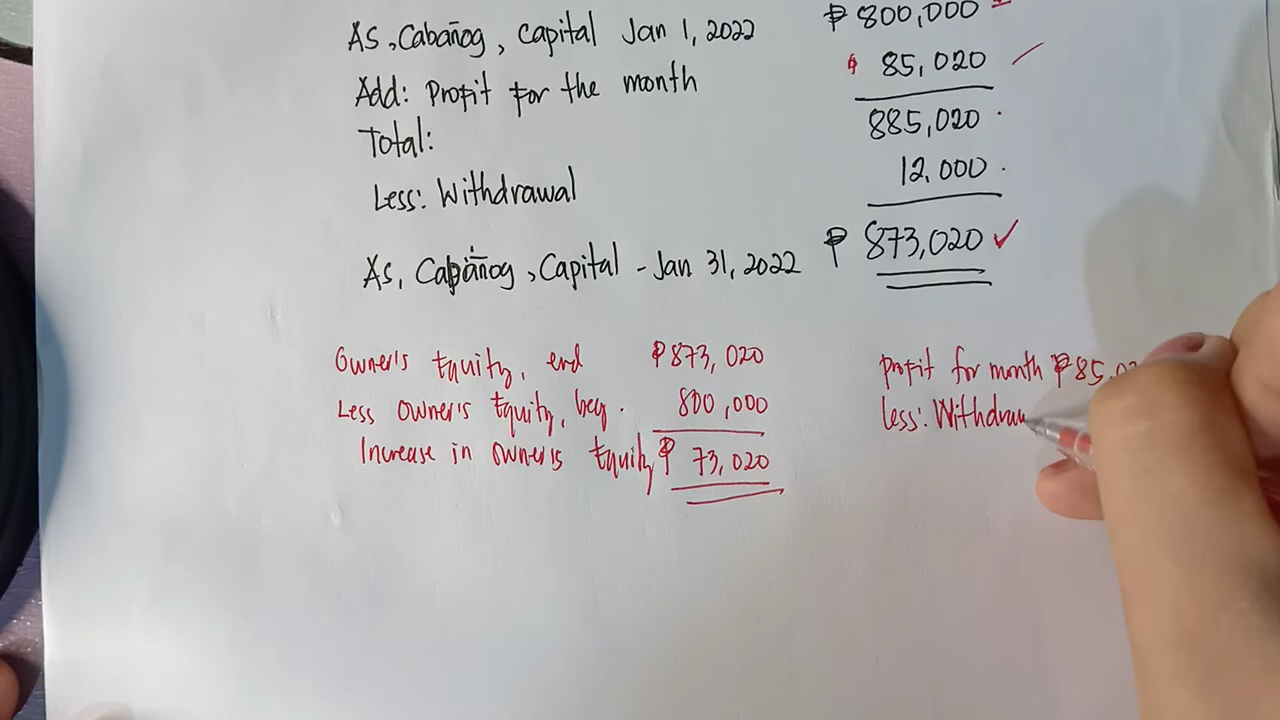 As, Cabañog, Capital Jan 1, 2022 ₱ 800,000
Add: Profit for the month 85,020
Total: 885,020
Less: Withdrawal 12,000
As, Cabañog, Capital - Jan 31, 2022 ₱ 873,020
Owner's Equity, end ₱873,020
Less Owner's Equity, beg. 800,000
Increase in owner's Equity ₱ 73,020
Profit for month ₱85,02
Less: Withdraw